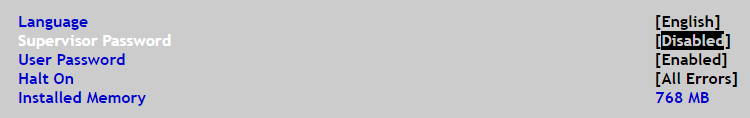 Language [English]
Supervisor Password [Disabled]
User Password [Enabled]
Halt On [All Errors]
Installed Memory 768 MB